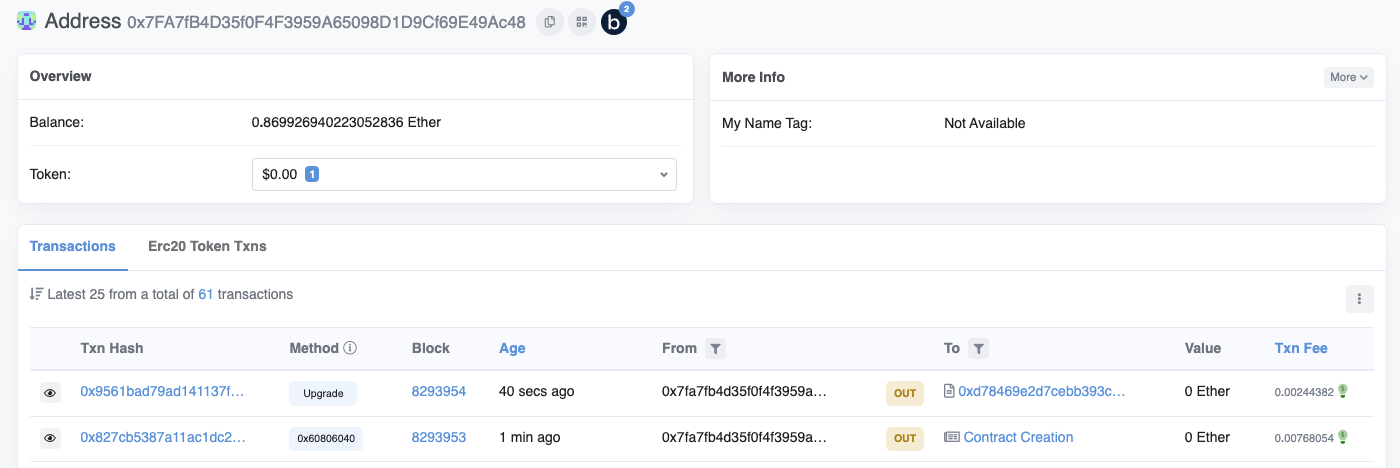 Address 0x7FA7fB4D35f0F4F3959A65098D1D9Cf69E49Ac48 b 2
Overview
Balance: 0.869926940223052836 Ether
Token: $0.00 1
More Info More
My Name Tag: Not Available
Transactions Erc20 Token Txns
Latest 25 from a total of 61 transactions
Txn Hash Method Block Age From To Value Txn Fee
0x9561bad79ad141137f... Upgrade 8293954 40 secs ago 0x7fa7fb4d35f0f4f3959a... OUT 0xd78469e2d7cebb393c... 0 Ether 0.00244382
0x827cb5387a11ac1dc2... 0x60806040 8293953 1 min ago 0x7fa7fb4d35f0f4f3959a... OUT Contract Creation 0 Ether 0.00768054